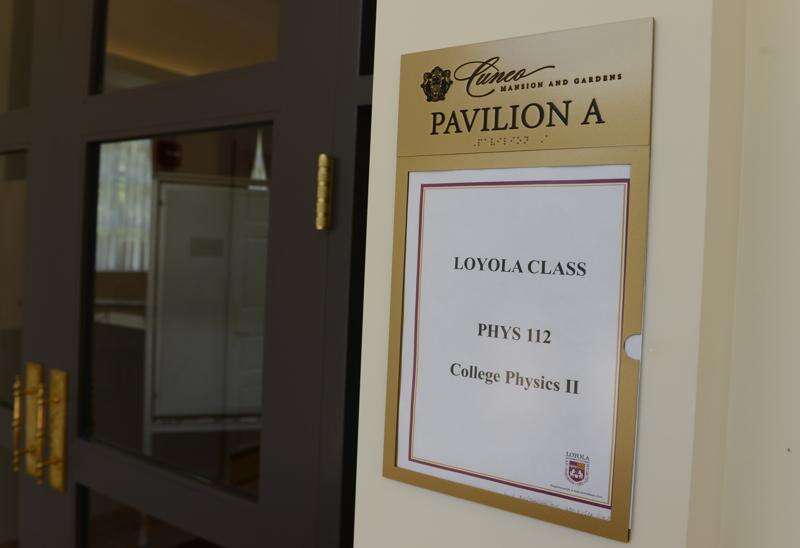 Cuneo
MANSION AND GARDENS
PAVILION A
LOYOLA CLASS
PHYS 112
College Physics II
LOYOLA